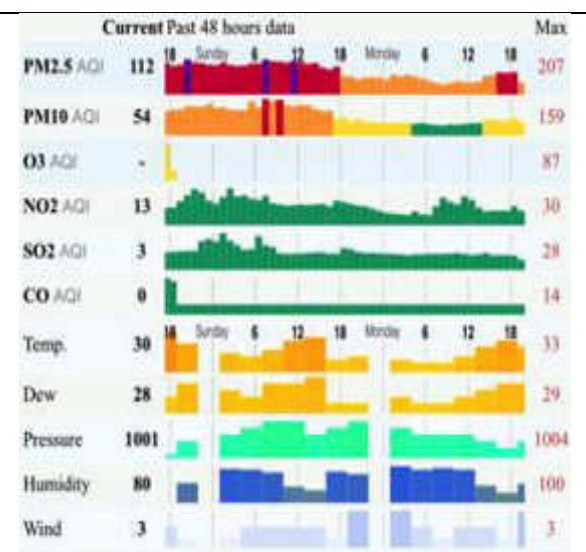 Current Past 48 hours data Max
18 Sunday 6 12 18 Monday 6 12 18
PM2.5 AQI 112 207
PM10 AQI 54 159
O3 AQI - 87
NO2 AQI 13 30
SO2 AQI 3 28
CO AQI 0 14
18 Sunday 6 12 18 Monday 6 12 18
Temp. 30 33
Dew 28 29
Pressure 1001 1004
Humidity 80 100
Wind 3 3